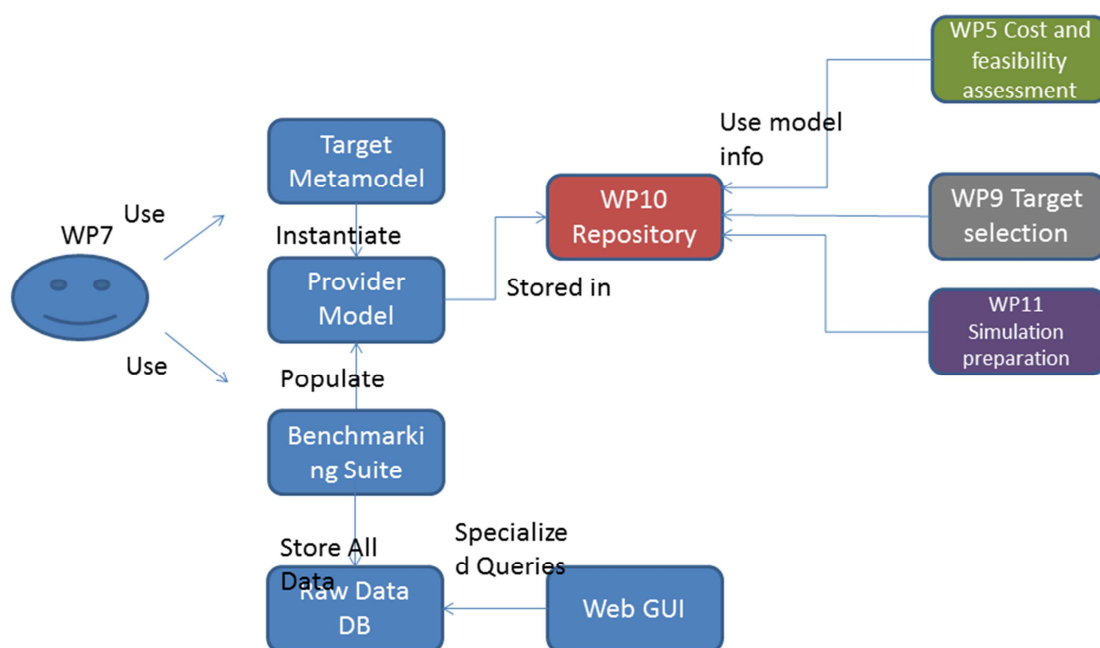 WP5 Cost and
feasibility
assessment
Use model
info
Target
Metamodel
WP10
Repository
WP9 Target
selection
Use
WP7
Instantiate
Provider
Model
Stored in
WP11
Simulation
preparation
Use
Populate
Benchmarki
ng Suite
Store All
Data
Specialize
d Queries
Raw Data
DB
Web GUI